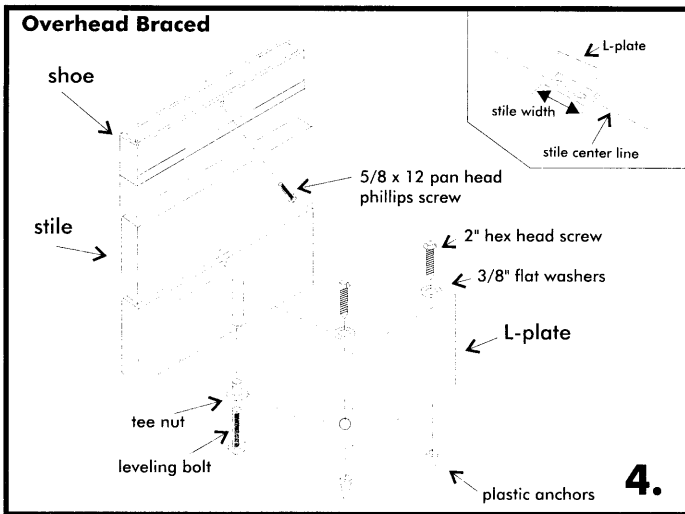 Overhead Braced
shoe
L-plate
stile width
stile center line
5/8 x 12 pan head
phillips screw
stile
2" hex head screw
3/8" flat washers
L-plate
tee nut
leveling bolt
plastic anchors
4.